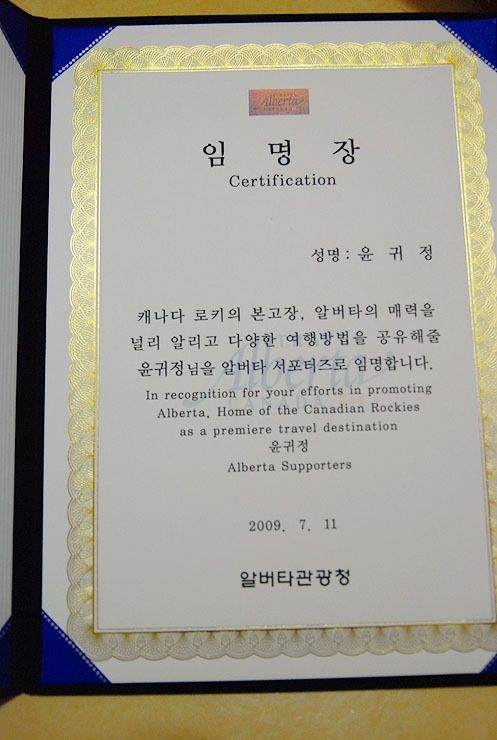 Alberta
임 명 장
Certification
성명 : 윤 귀 정
캐나다 로키의 본고장, 알버타의 매력을
널리 알리고 다양한 여행방법을 공유해줄
윤귀정님을 알버타 서포터즈로 임명합니다.
In recognition for your efforts in promoting
Alberta, Home of the Canadian Rockies
as a premiere travel destination
윤귀정
Alberta Supporters
2009. 7. 11
알버타관광청